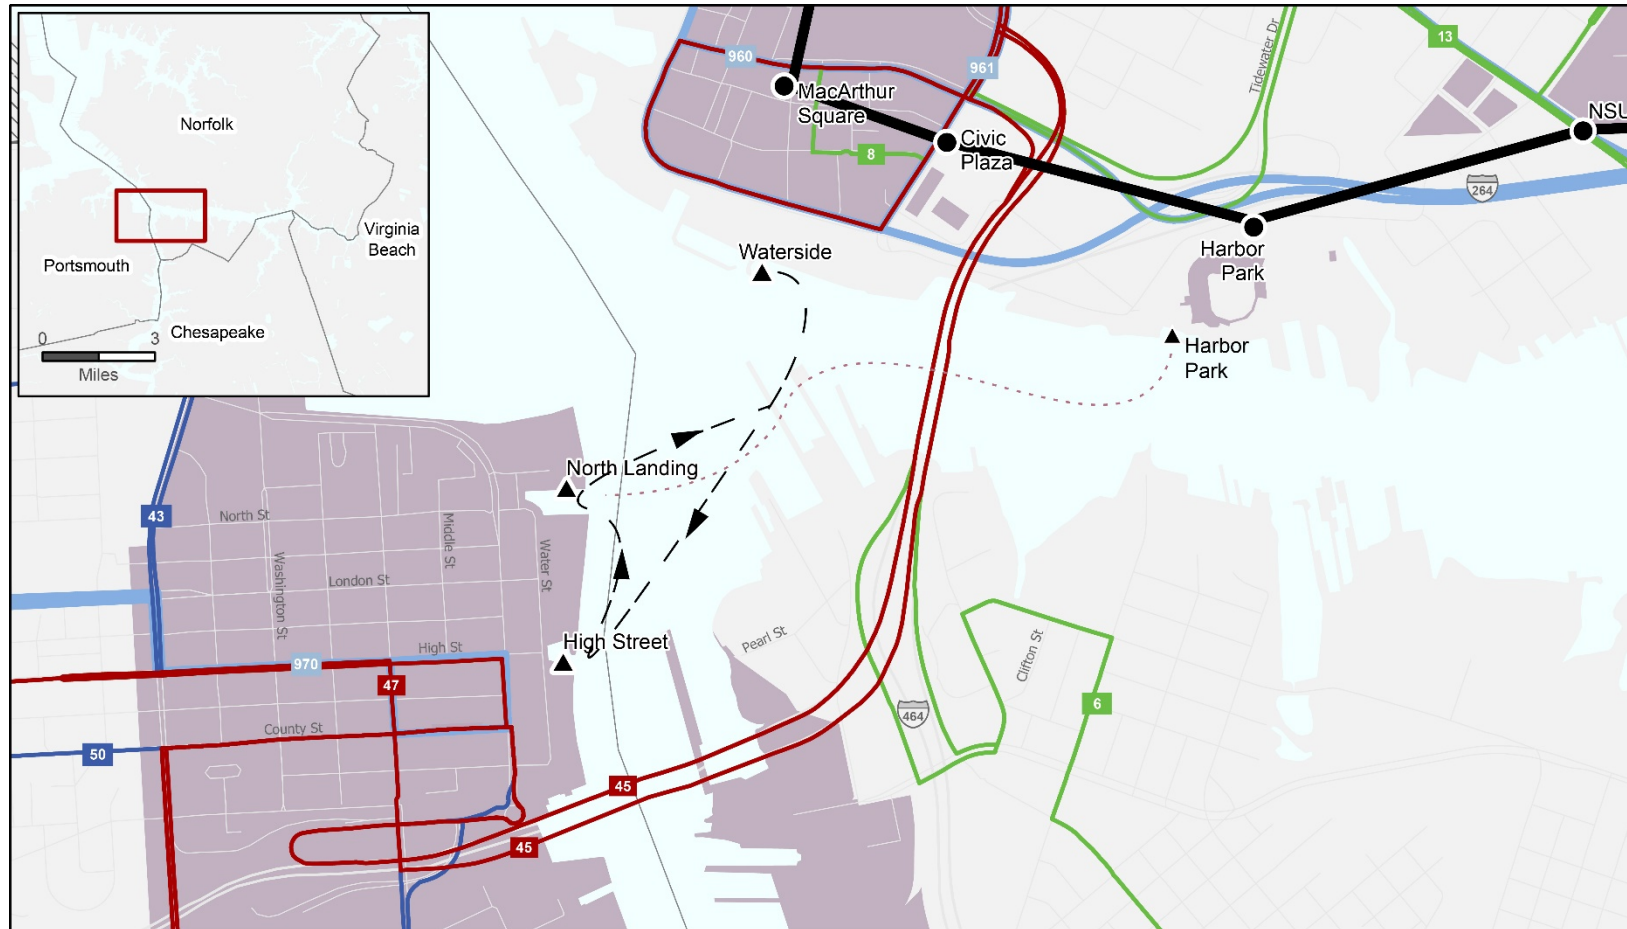 Norfolk
Virginia
Beach
Portsmouth
Chesapeake
0 3
Miles
960
961
13
Tidewater Dr
MacArthur
Square
NSU
Civic
Plaza
8
264
Waterside
Harbor
Park
Harbor
Park
North Landing
43
North St
Middle St
Washington St
Water St
London St
High Street
Pearl St
Clifton St
High St
970
47
6
464
County St
50
45
45